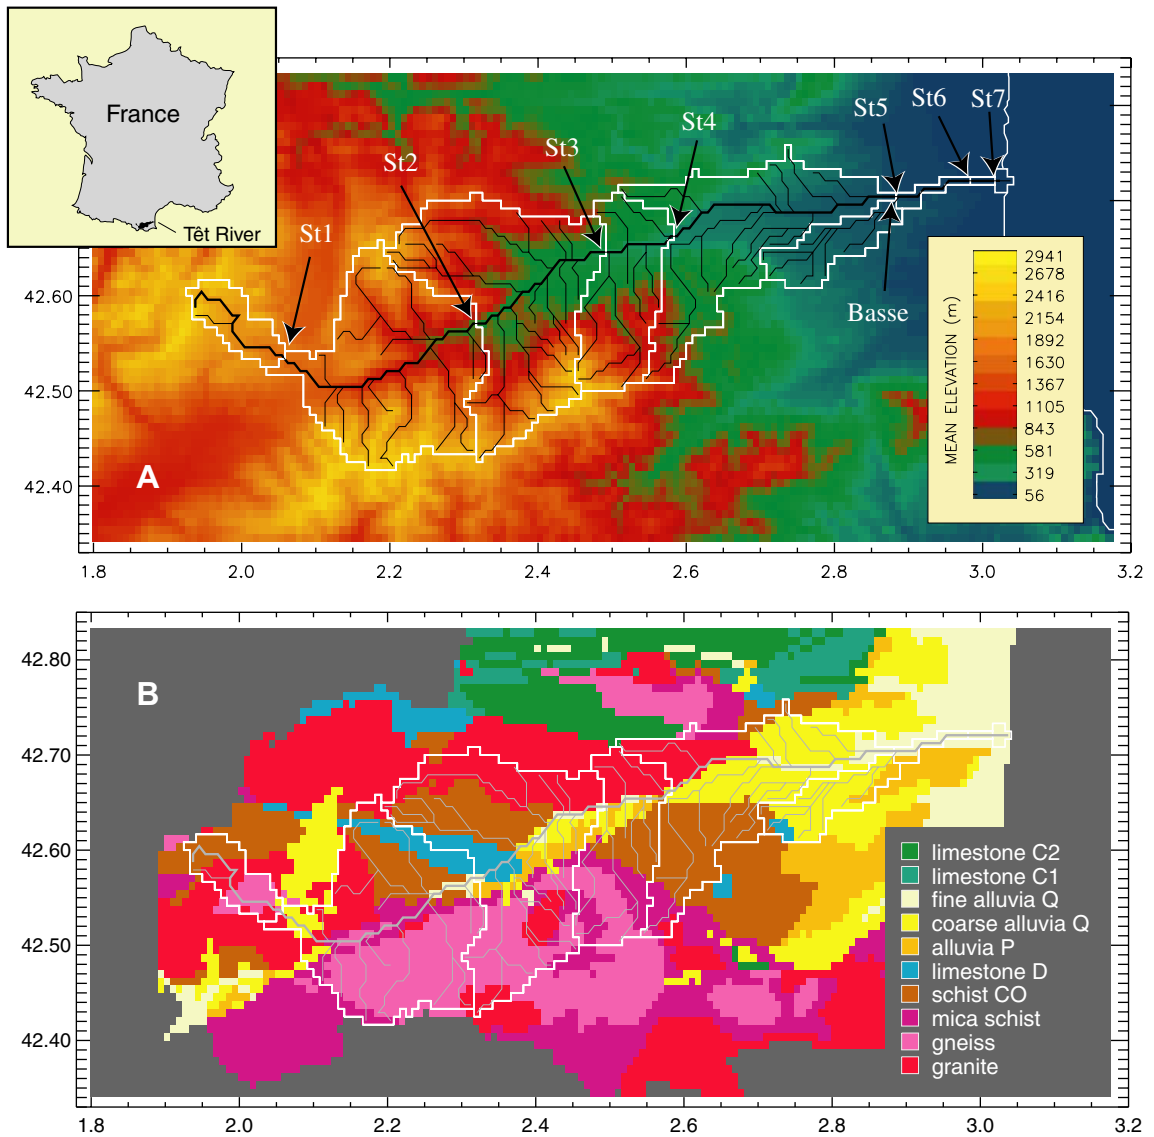 France
Têt River
St1
St2
St3
St4
St5
St6
St7
Basse
A
MEAN ELEVATION (m)
2941
2678
2416
2154
1892
1630
1367
1105
843
581
319
56
42.60
42.50
42.40
1.8 2.0 2.2 2.4 2.6 2.8 3.0 3.2
B
42.80
42.70
42.60
42.50
42.40
limestone C2
limestone C1
fine alluvia Q
coarse alluvia Q
alluvia P
limestone D
schist CO
mica schist
gneiss
granite
1.8 2.0 2.2 2.4 2.6 2.8 3.0 3.2